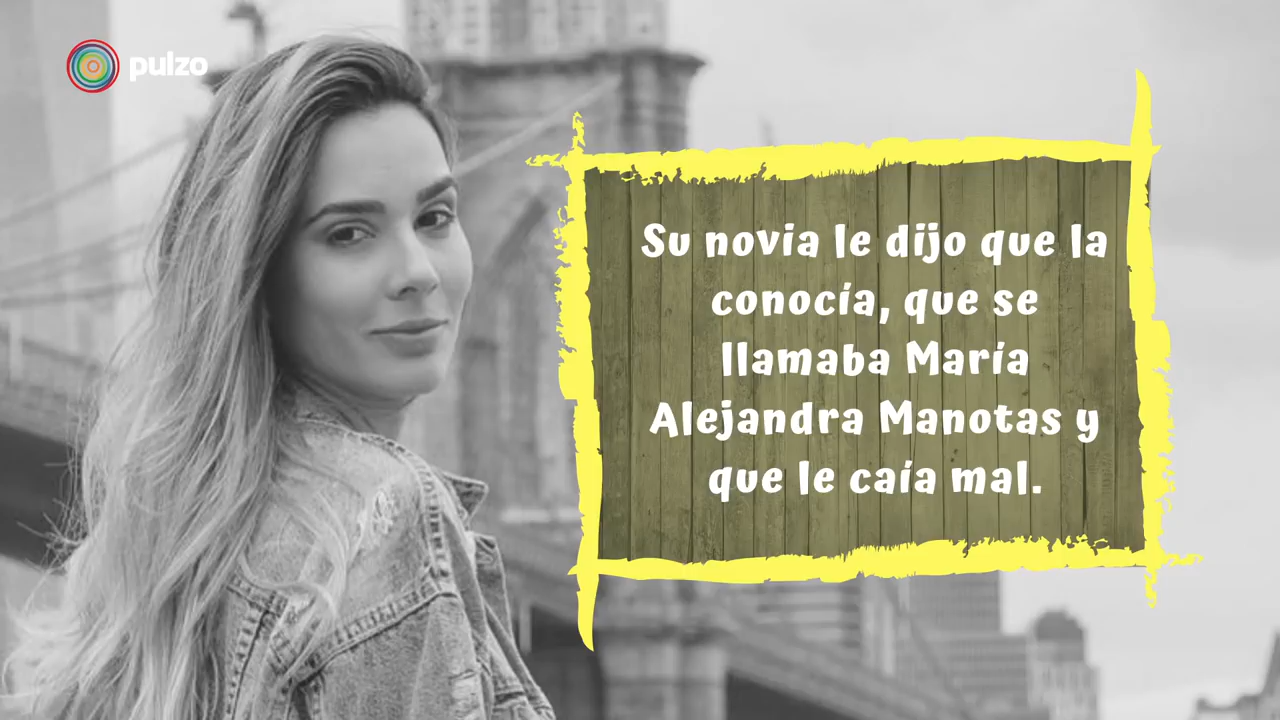 pulzo
Su novia le dijo que la
conocía, que se
llamaba María
Alejandra Manotas y
que le caía mal.